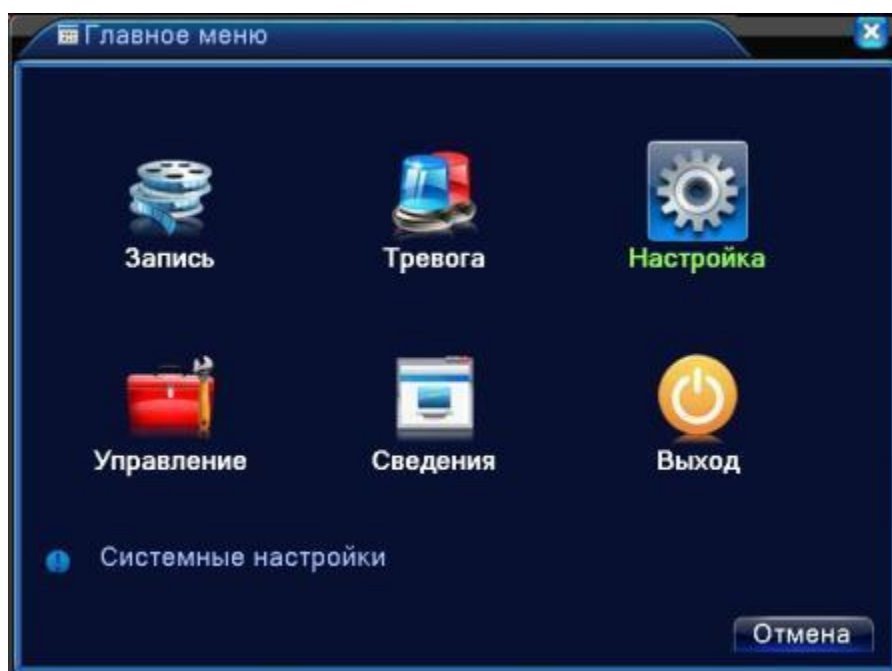 Главное меню
Запись Тревога Настройка
Управление Сведения Выход
Системные настройки
Отмена